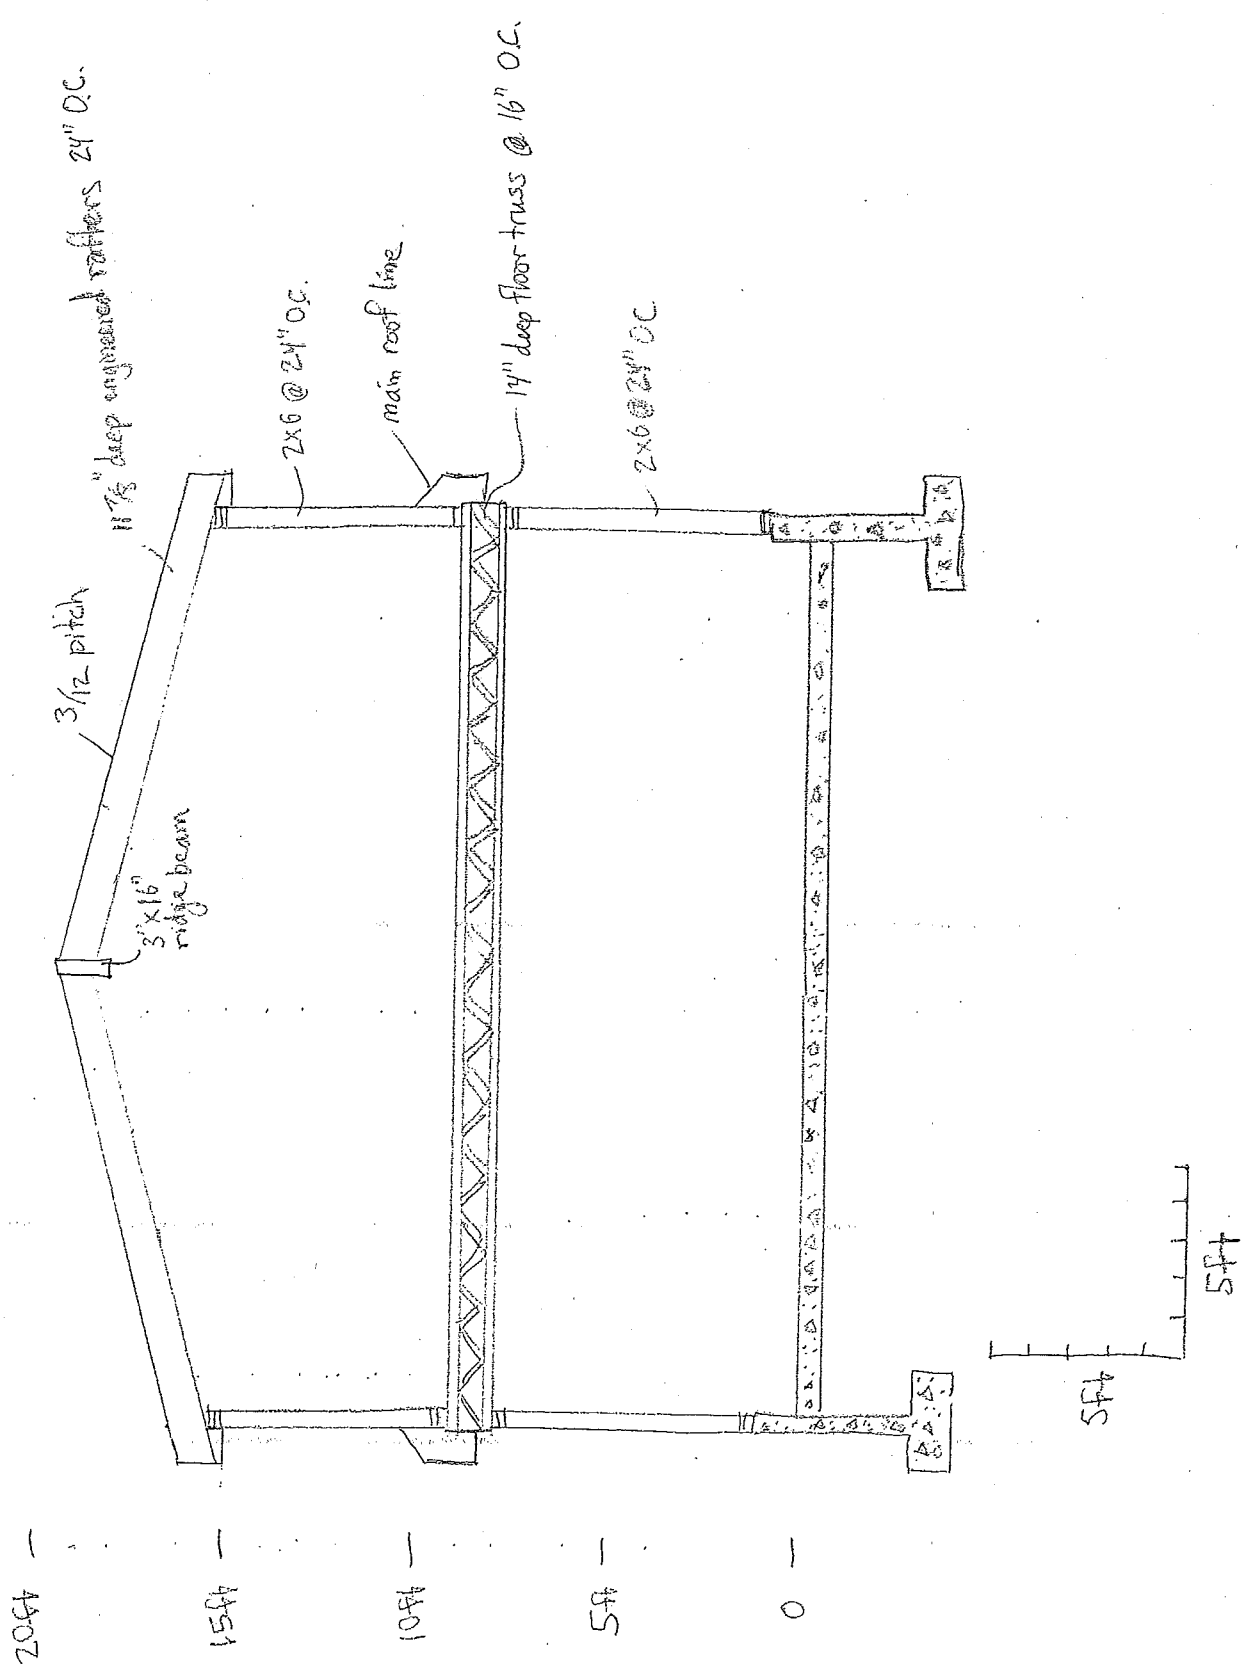 11 7/8" deep engineered rafters 24" O.C.
3/12 pitch
3"x16"
ridge beam
2x6 @ 24" O.C.
main roof line
14" deep floor truss @ 16" O.C.
2x6 @ 24" O.C.
20ft
15ft
10ft
5ft
0
5ft
5ft